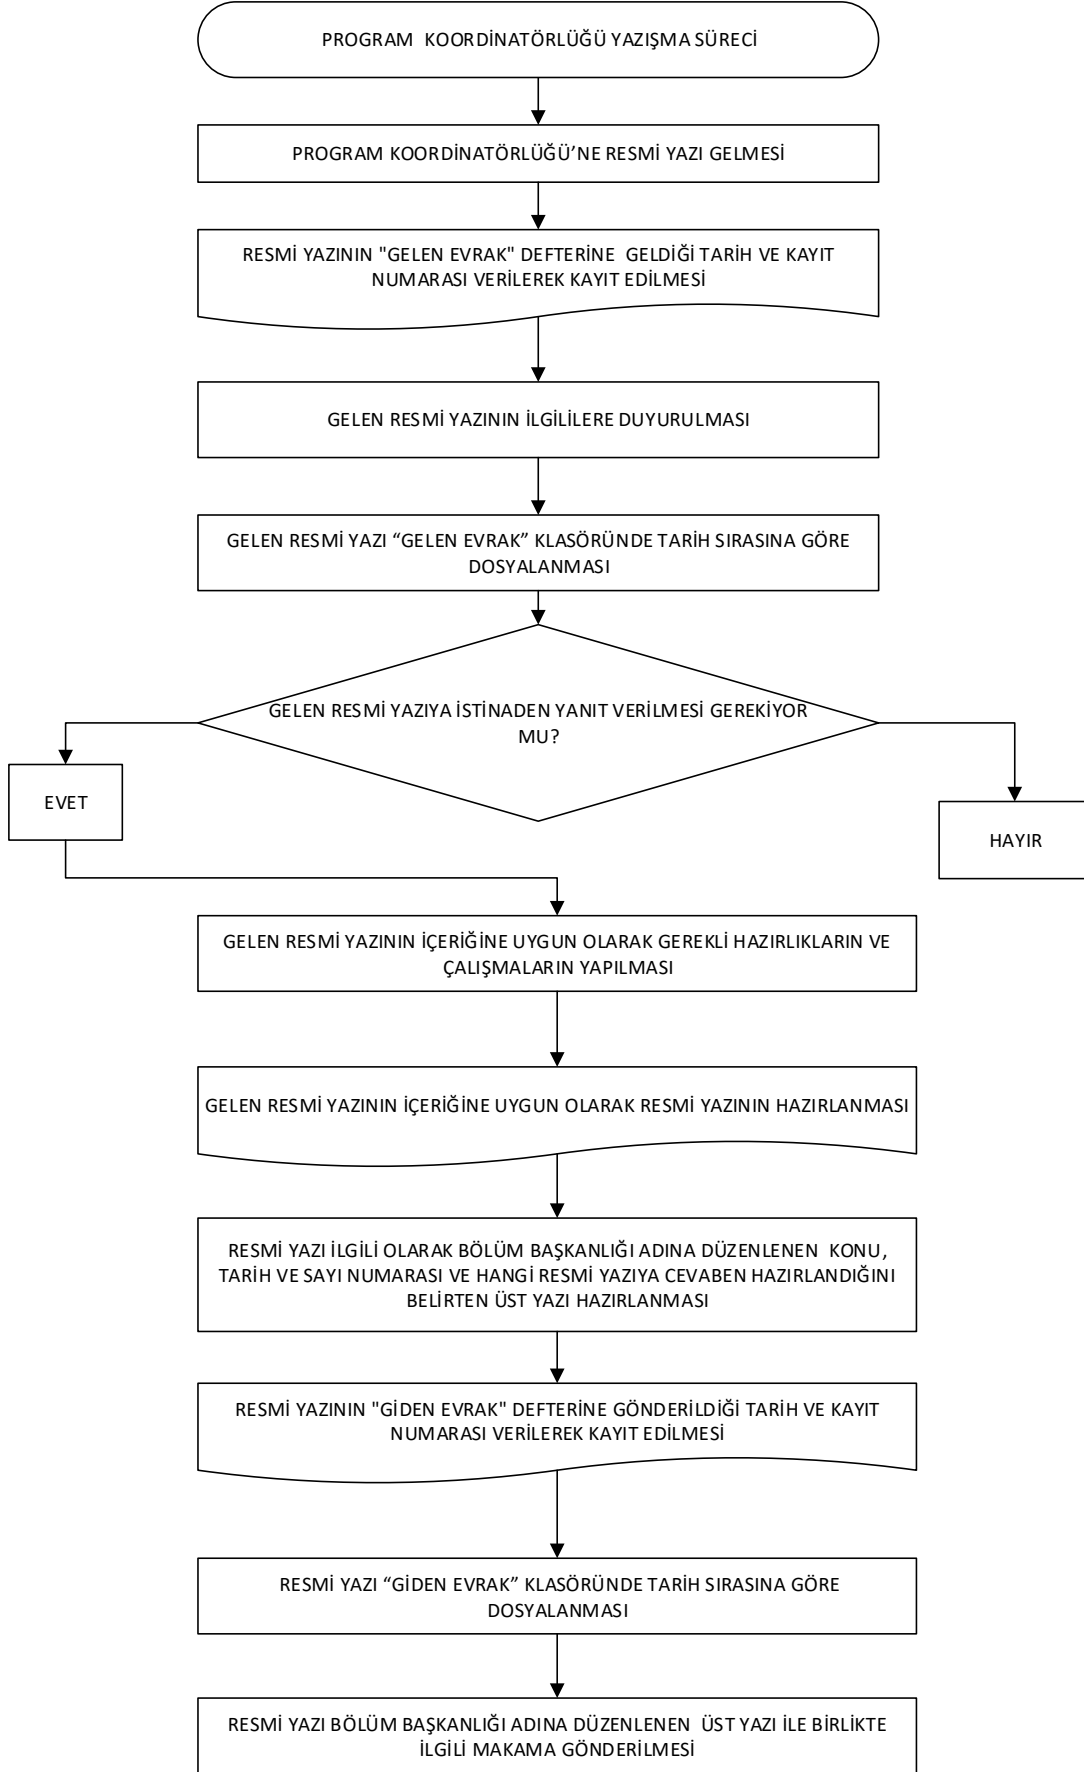 PROGRAM KOORDİNATÖRLÜĞÜ YAZIŞMA SÜRECİ
PROGRAM KOORDİNATÖRLÜĞÜ’NE RESMİ YAZI GELMESİ
RESMİ YAZININ "GELEN EVRAK" DEFTERİNE GELDİĞİ TARİH VE KAYIT
NUMARASI VERİLEREK KAYIT EDİLMESİ
GELEN RESMİ YAZININ İLGİLİLERE DUYURULMASI
GELEN RESMİ YAZI “GELEN EVRAK” KLASÖRÜNDE TARİH SIRASINA GÖRE
DOSYALANMASI
GELEN RESMİ YAZIYA İSTİNADEN YANIT VERİLMESİ GEREKİYOR
MU?
EVET
HAYIR
GELEN RESMİ YAZININ İÇERİĞİNE UYGUN OLARAK GEREKLİ HAZIRLIKLARIN VE
ÇALIŞMALARIN YAPILMASI
GELEN RESMİ YAZININ İÇERİĞİNE UYGUN OLARAK RESMİ YAZININ HAZIRLANMASI
RESMİ YAZI İLGİLİ OLARAK BÖLÜM BAŞKANLIĞI ADINA DÜZENLENEN KONU,
TARİH VE SAYI NUMARASI VE HANGİ RESMİ YAZIYA CEVABEN HAZIRLANDIĞINI
BELİRTEN ÜST YAZI HAZIRLANMASI
RESMİ YAZININ "GİDEN EVRAK" DEFTERİNE GÖNDERİLDİĞİ TARİH VE KAYIT
NUMARASI VERİLEREK KAYIT EDİLMESİ
RESMİ YAZI “GİDEN EVRAK” KLASÖRÜNDE TARİH SIRASINA GÖRE
DOSYALANMASI
RESMİ YAZI BÖLÜM BAŞKANLIĞI ADINA DÜZENLENEN ÜST YAZI İLE BİRLİKTE
İLGİLİ MAKAMA GÖNDERİLMESİ